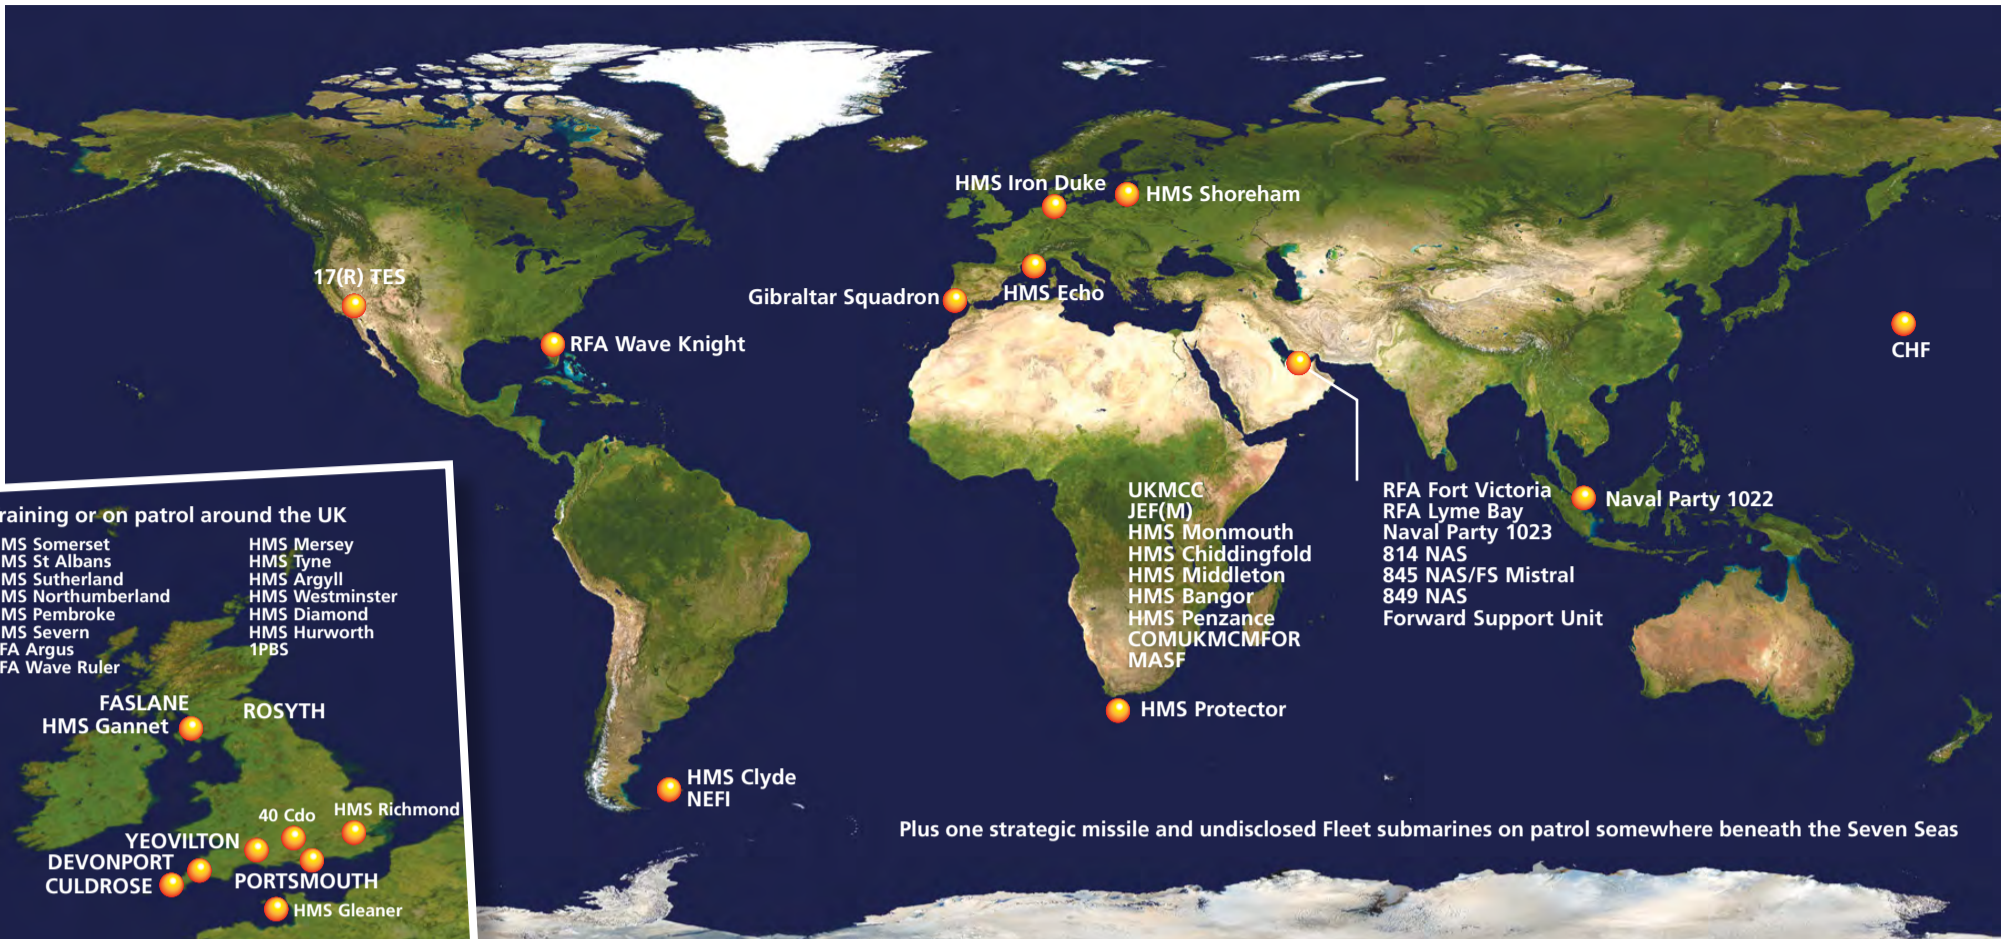 HMS Iron Duke
HMS Shoreham
17(R) TES
Gibraltar Squadron
HMS Echo
RFA Wave Knight
CHF
UKMCC
JEF(M)
HMS Monmouth
HMS Chiddingfold
HMS Middleton
HMS Bangor
HMS Penzance
COMUKMCMFOR
MASF
RFA Fort Victoria
RFA Lyme Bay
Naval Party 1023
814 NAS
845 NAS/FS Mistral
849 NAS
Forward Support Unit
Naval Party 1022
HMS Protector
HMS Clyde
NEFI
Plus one strategic missile and undisclosed Fleet submarines on patrol somewhere beneath the Seven Seas
raining or on patrol around the UK
MS Somerset
MS St Albans
MS Sutherland
MS Northumberland
MS Pembroke
MS Severn
FA Argus
FA Wave Ruler
HMS Mersey
HMS Tyne
HMS Argyll
HMS Westminster
HMS Diamond
HMS Hurworth
1PBS
FASLANE
HMS Gannet
ROSYTH
40 Cdo
HMS Richmond
YEOVILTON
DEVONPORT
CULDROSE
PORTSMOUTH
HMS Gleaner